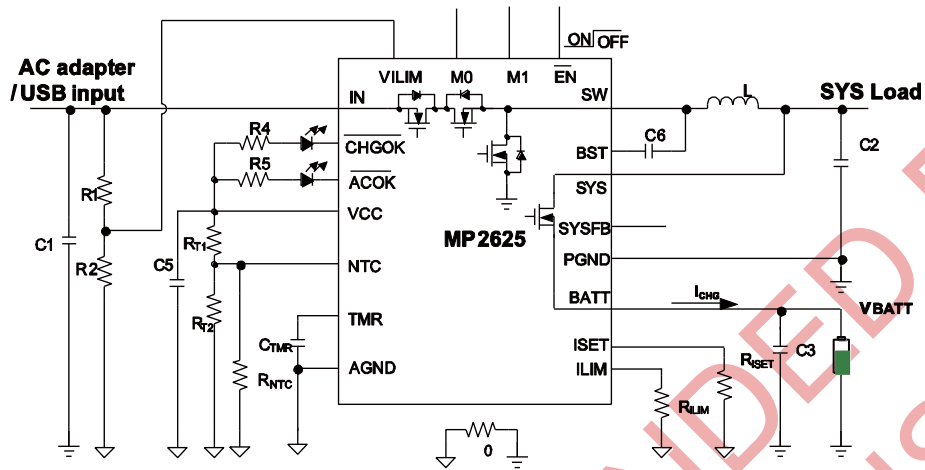 ON OFF
AC adapter
/ USB input
VILIM M0 M1 EN
IN SW L SYS Load
R4 CHGOK C6 C2
BST
R5 ACOK SYS
R1 VCC
MP2625 SYSFB
C1 RT1
R2 C5 NTC PGND
BATT ICHG VBATT
RT2 TMR
CTMR ISET RISET C3
RNTC AGND ILIM
RILIM
0